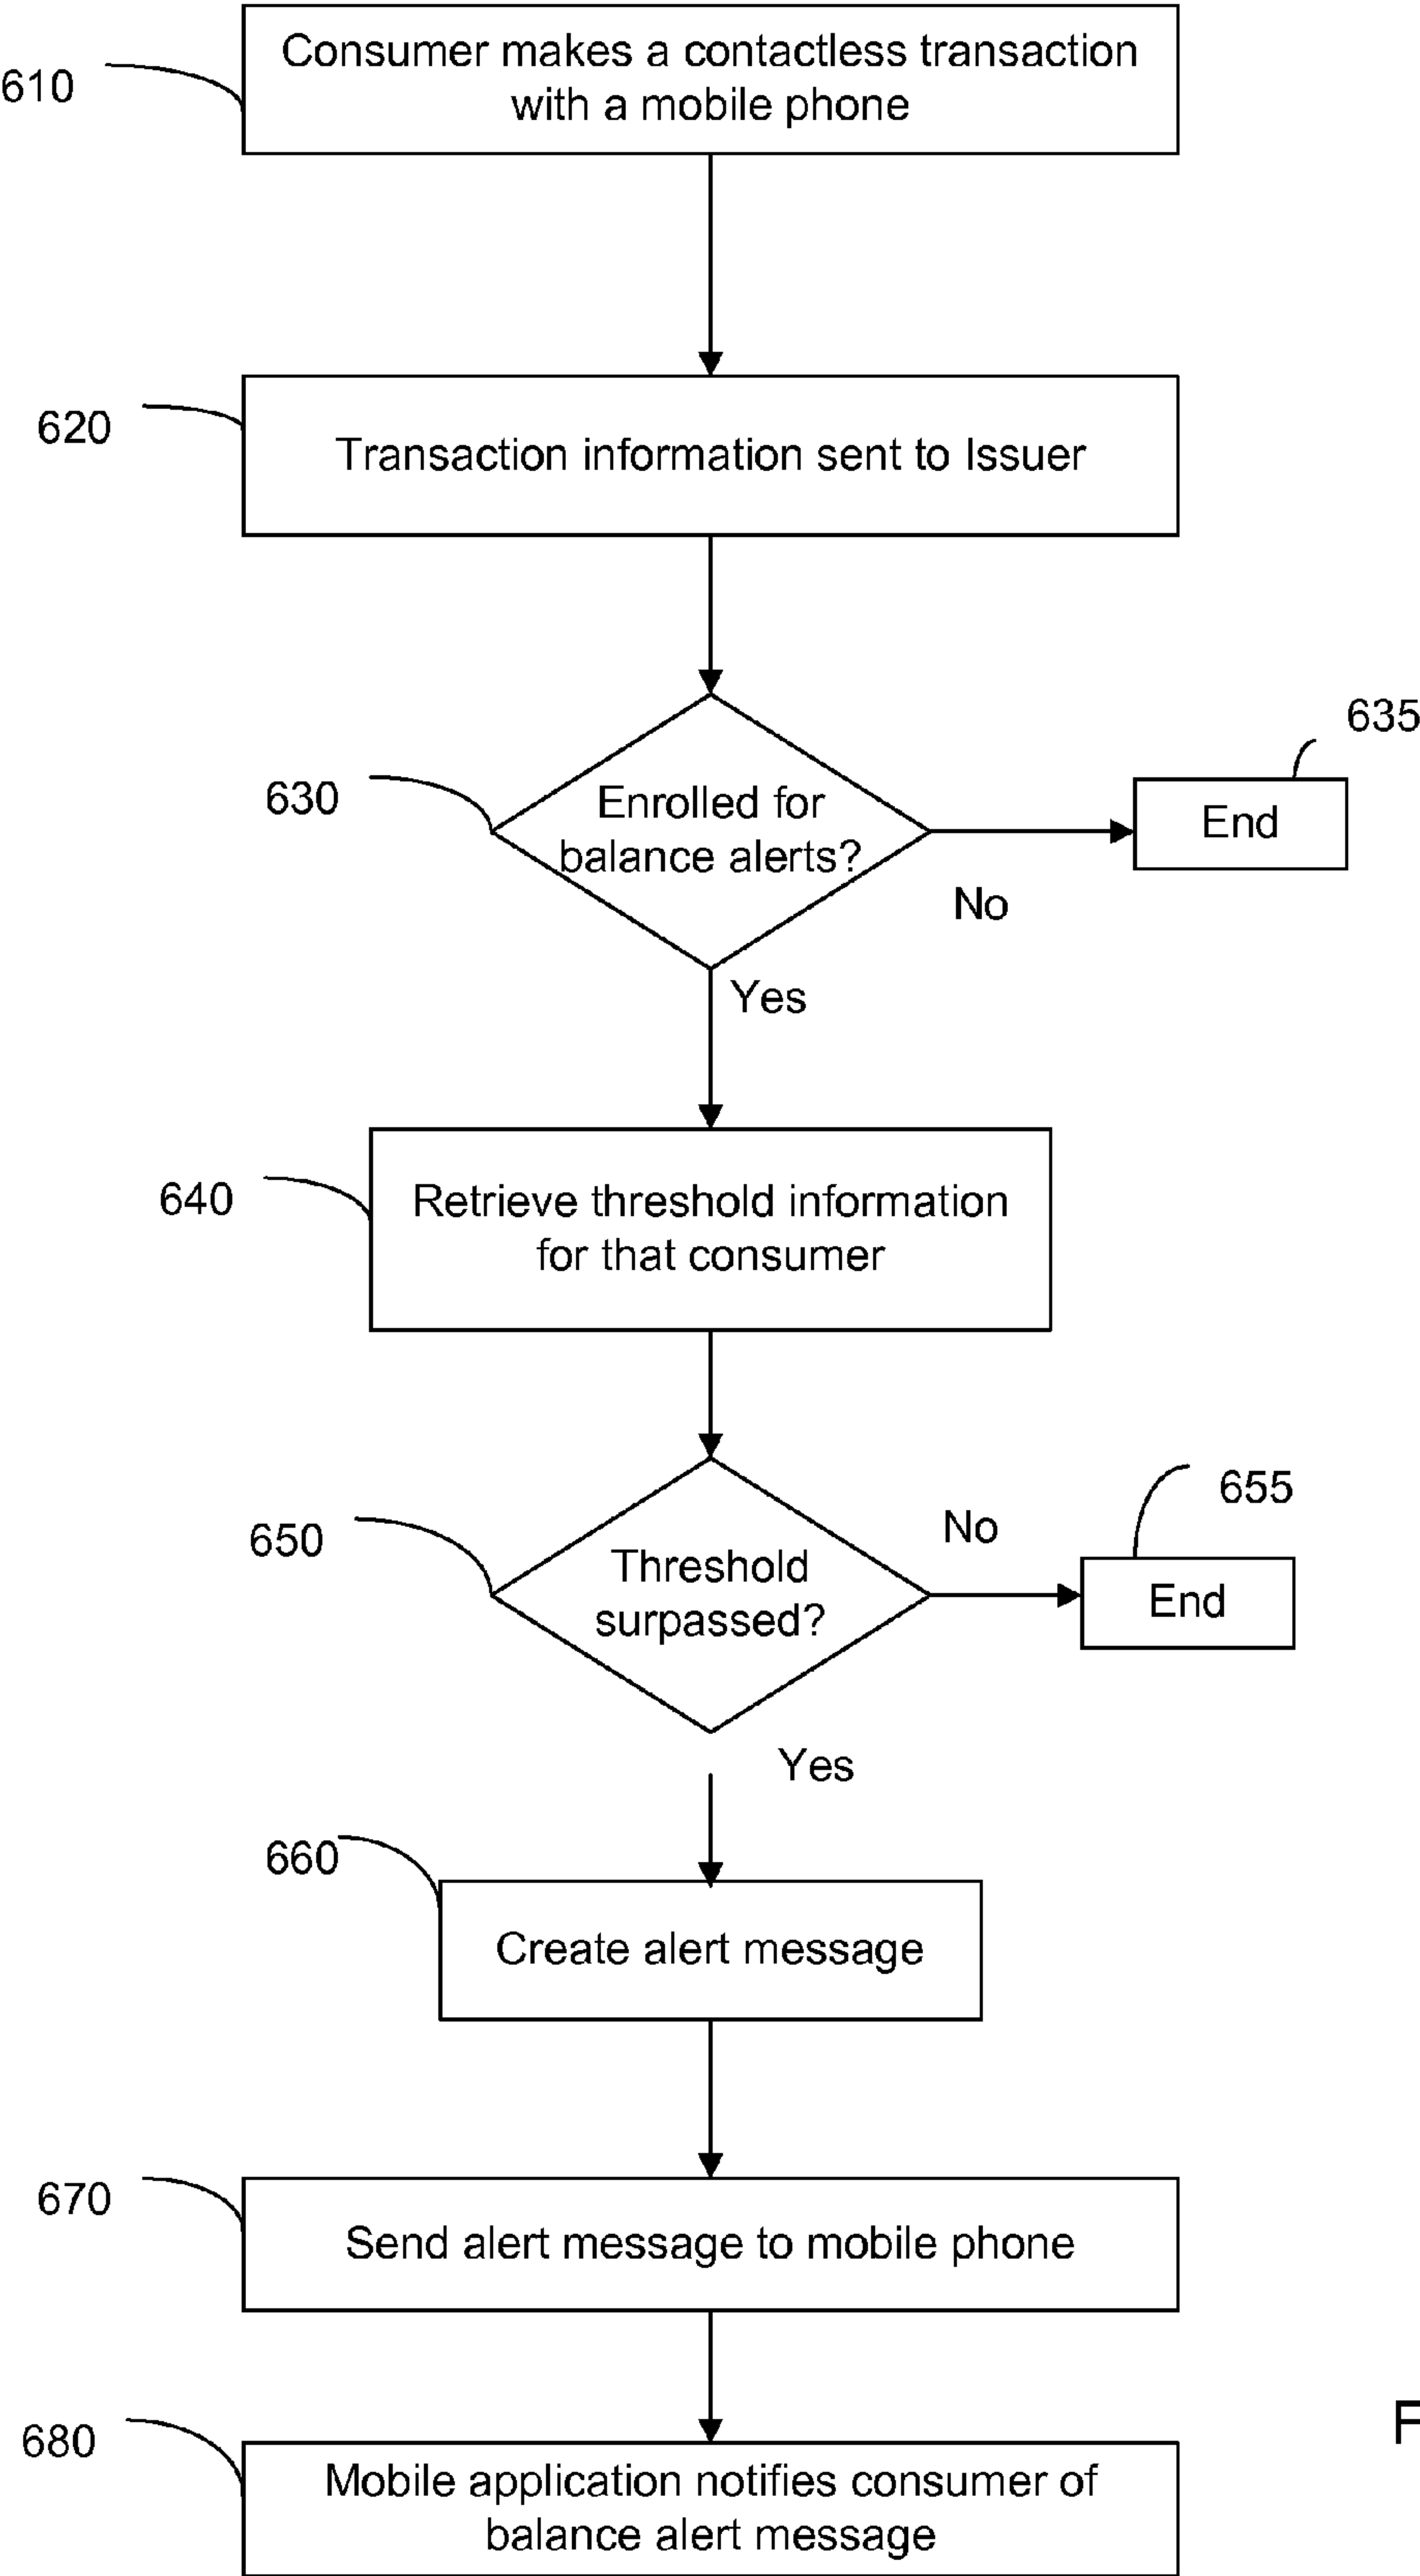 Consumer makes a contactless transaction
with a mobile phone
610
Transaction information sent to Issuer
620
635
630
Enrolled for
balance alerts?
End
No
Yes
640
Retrieve threshold information
for that consumer
655
650
No
Threshold
surpassed?
End
Yes
660
Create alert message
670
Send alert message to mobile phone
F
680
Mobile application notifies consumer of
balance alert message